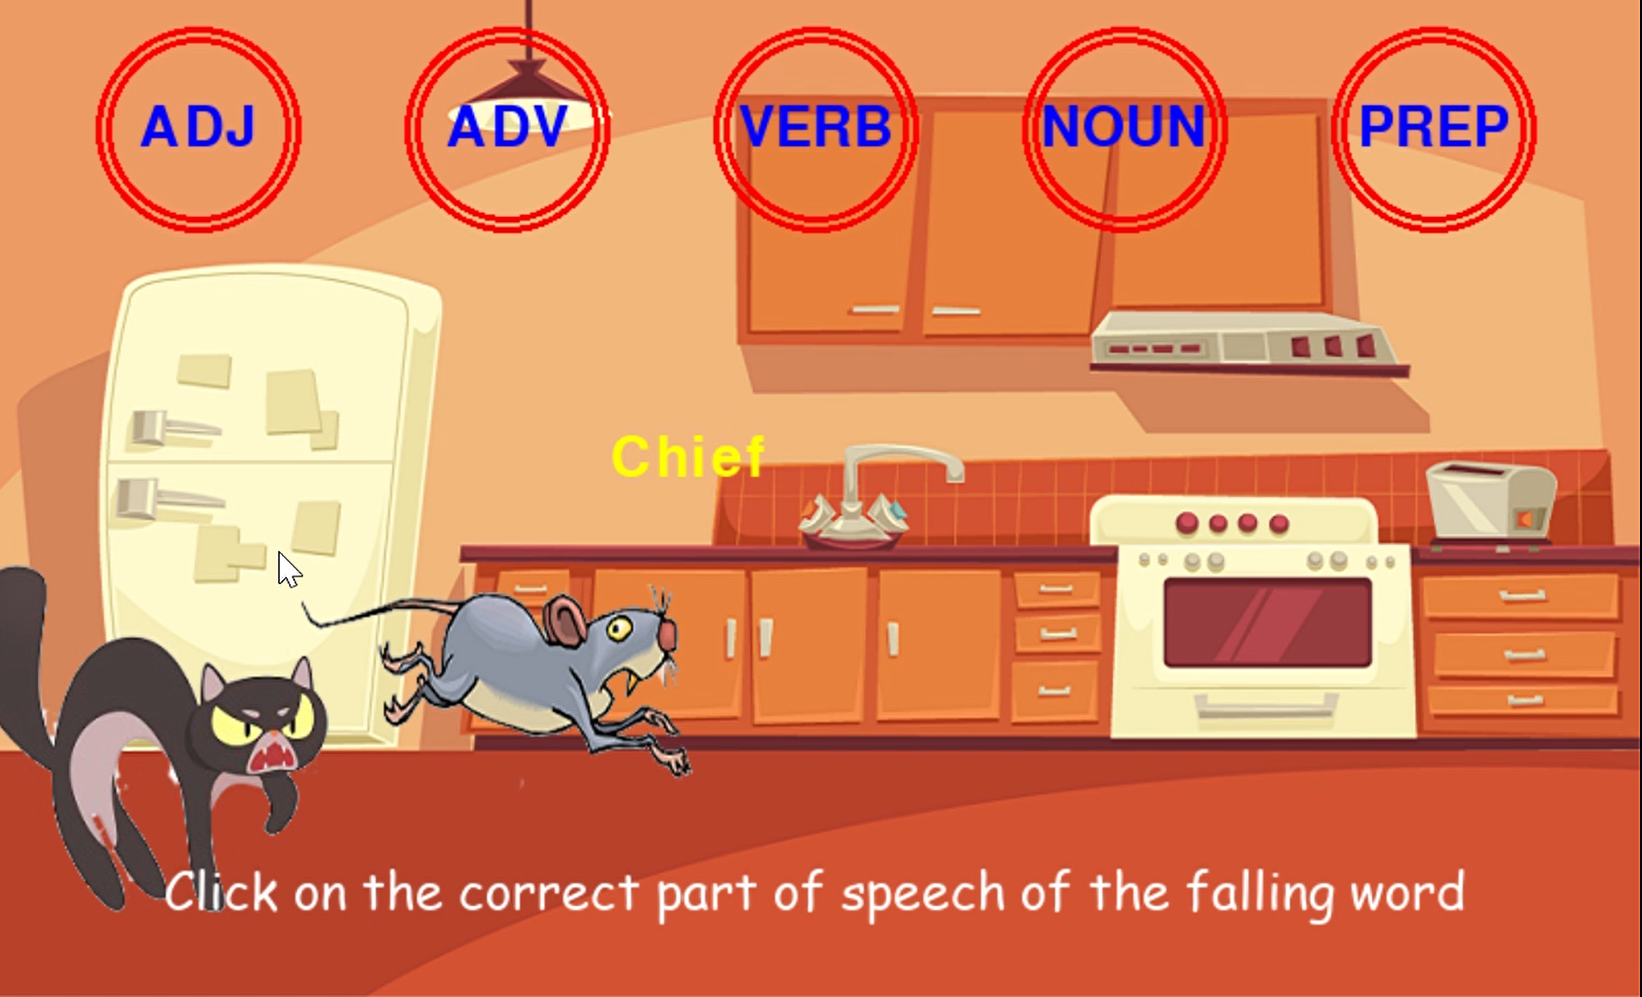 ADJ ADV VERB NOUN PREP
Chief
Click on the correct part of speech of the falling word